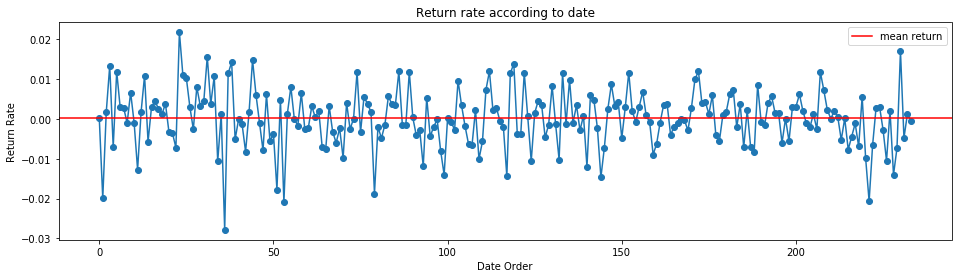 Return rate according to date
mean return
Return Rate
0.02
0.01
0.00
−0.01
−0.02
−0.03
0
50
100
150
200
Date Order